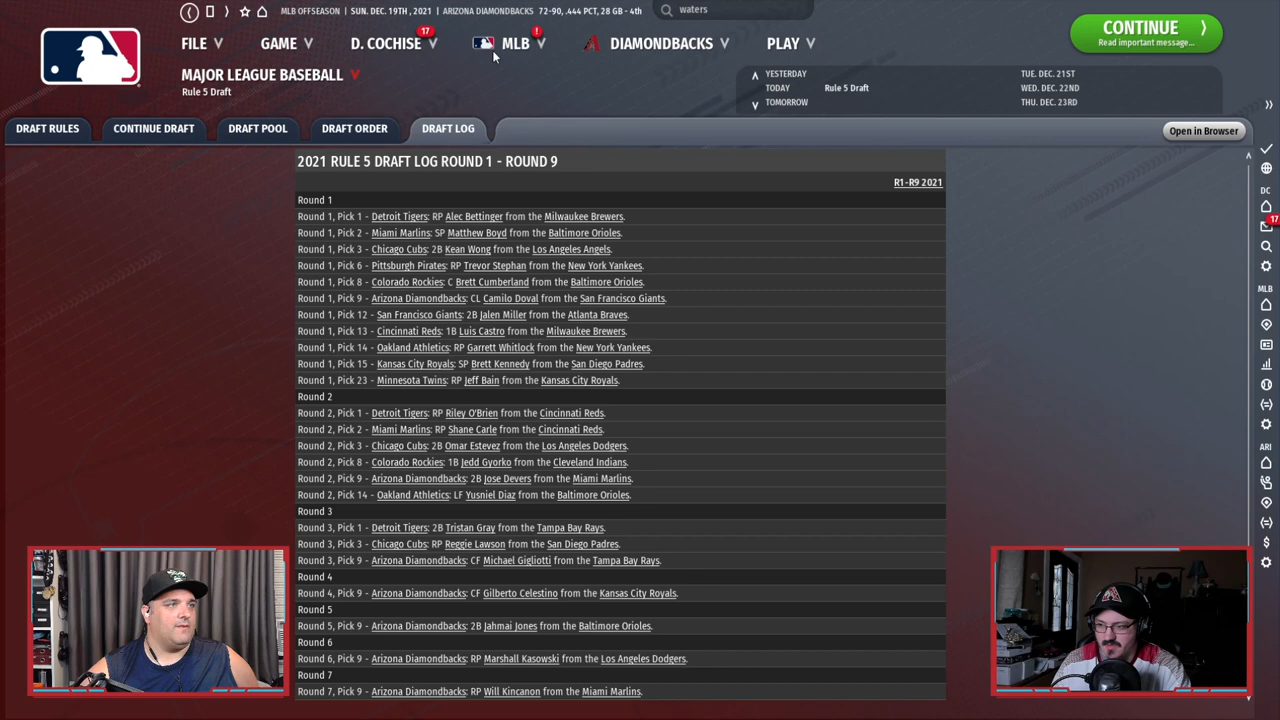 MLB OFFSEASON | SUN. DEC. 19TH, 2021 | ARIZONA DIAMONDBACKS 72-90, .444 PCT, 28 GB - 4th
waters
FILE GAME D. COCHISE 17 MLB ! DIAMONDBACKS PLAY
CONTINUE
Read important message...
MAJOR LEAGUE BASEBALL
Rule 5 Draft
YESTERDAY TUE. DEC. 21ST
TODAY Rule 5 Draft WED. DEC. 22ND
TOMORROW THU. DEC. 23RD
DRAFT RULES CONTINUE DRAFT DRAFT POOL DRAFT ORDER DRAFT LOG Open in Browser
2021 RULE 5 DRAFT LOG ROUND 1 - ROUND 9
R1-R9 2021
Round 1
Round 1, Pick 1 - Detroit Tigers: RP Alec Bettinger from the Milwaukee Brewers.
Round 1, Pick 2 - Miami Marlins: SP Matthew Boyd from the Baltimore Orioles.
Round 1, Pick 3 - Chicago Cubs: 2B Kean Wong from the Los Angeles Angels.
Round 1, Pick 6 - Pittsburgh Pirates: RP Trevor Stephan from the New York Yankees.
Round 1, Pick 8 - Colorado Rockies: C Brett Cumberland from the Baltimore Orioles.
Round 1, Pick 9 - Arizona Diamondbacks: CL Camilo Doval from the San Francisco Giants.
Round 1, Pick 12 - San Francisco Giants: 2B Jalen Miller from the Atlanta Braves.
Round 1, Pick 13 - Cincinnati Reds: 1B Luis Castro from the Milwaukee Brewers.
Round 1, Pick 14 - Oakland Athletics: RP Garrett Whitlock from the New York Yankees.
Round 1, Pick 15 - Kansas City Royals: SP Brett Kennedy from the San Diego Padres.
Round 1, Pick 23 - Minnesota Twins: RP Jeff Bain from the Kansas City Royals.
Round 2
Round 2, Pick 1 - Detroit Tigers: RP Riley O'Brien from the Cincinnati Reds.
Round 2, Pick 2 - Miami Marlins: RP Shane Carle from the Cincinnati Reds.
Round 2, Pick 3 - Chicago Cubs: 2B Omar Estevez from the Los Angeles Dodgers.
Round 2, Pick 8 - Colorado Rockies: 1B Jedd Gyorko from the Cleveland Indians.
Round 2, Pick 9 - Arizona Diamondbacks: 2B Jose Devers from the Miami Marlins.
Round 2, Pick 14 - Oakland Athletics: LF Yusniel Diaz from the Baltimore Orioles.
Round 3
Round 3, Pick 1 - Detroit Tigers: 2B Tristan Gray from the Tampa Bay Rays.
Round 3, Pick 3 - Chicago Cubs: RP Reggie Lawson from the San Diego Padres.
Round 3, Pick 9 - Arizona Diamondbacks: CF Michael Gigliotti from the Tampa Bay Rays.
Round 4
Round 4, Pick 9 - Arizona Diamondbacks: CF Gilberto Celestino from the Kansas City Royals.
Round 5
Round 5, Pick 9 - Arizona Diamondbacks: 2B Jahmai Jones from the Baltimore Orioles.
Round 6
Round 6, Pick 9 - Arizona Diamondbacks: RP Marshall Kasowski from the Los Angeles Dodgers.
Round 7
Round 7, Pick 9 - Arizona Diamondbacks: RP Will Kincanon from the Miami Marlins.
DC
17
MLB
ARI